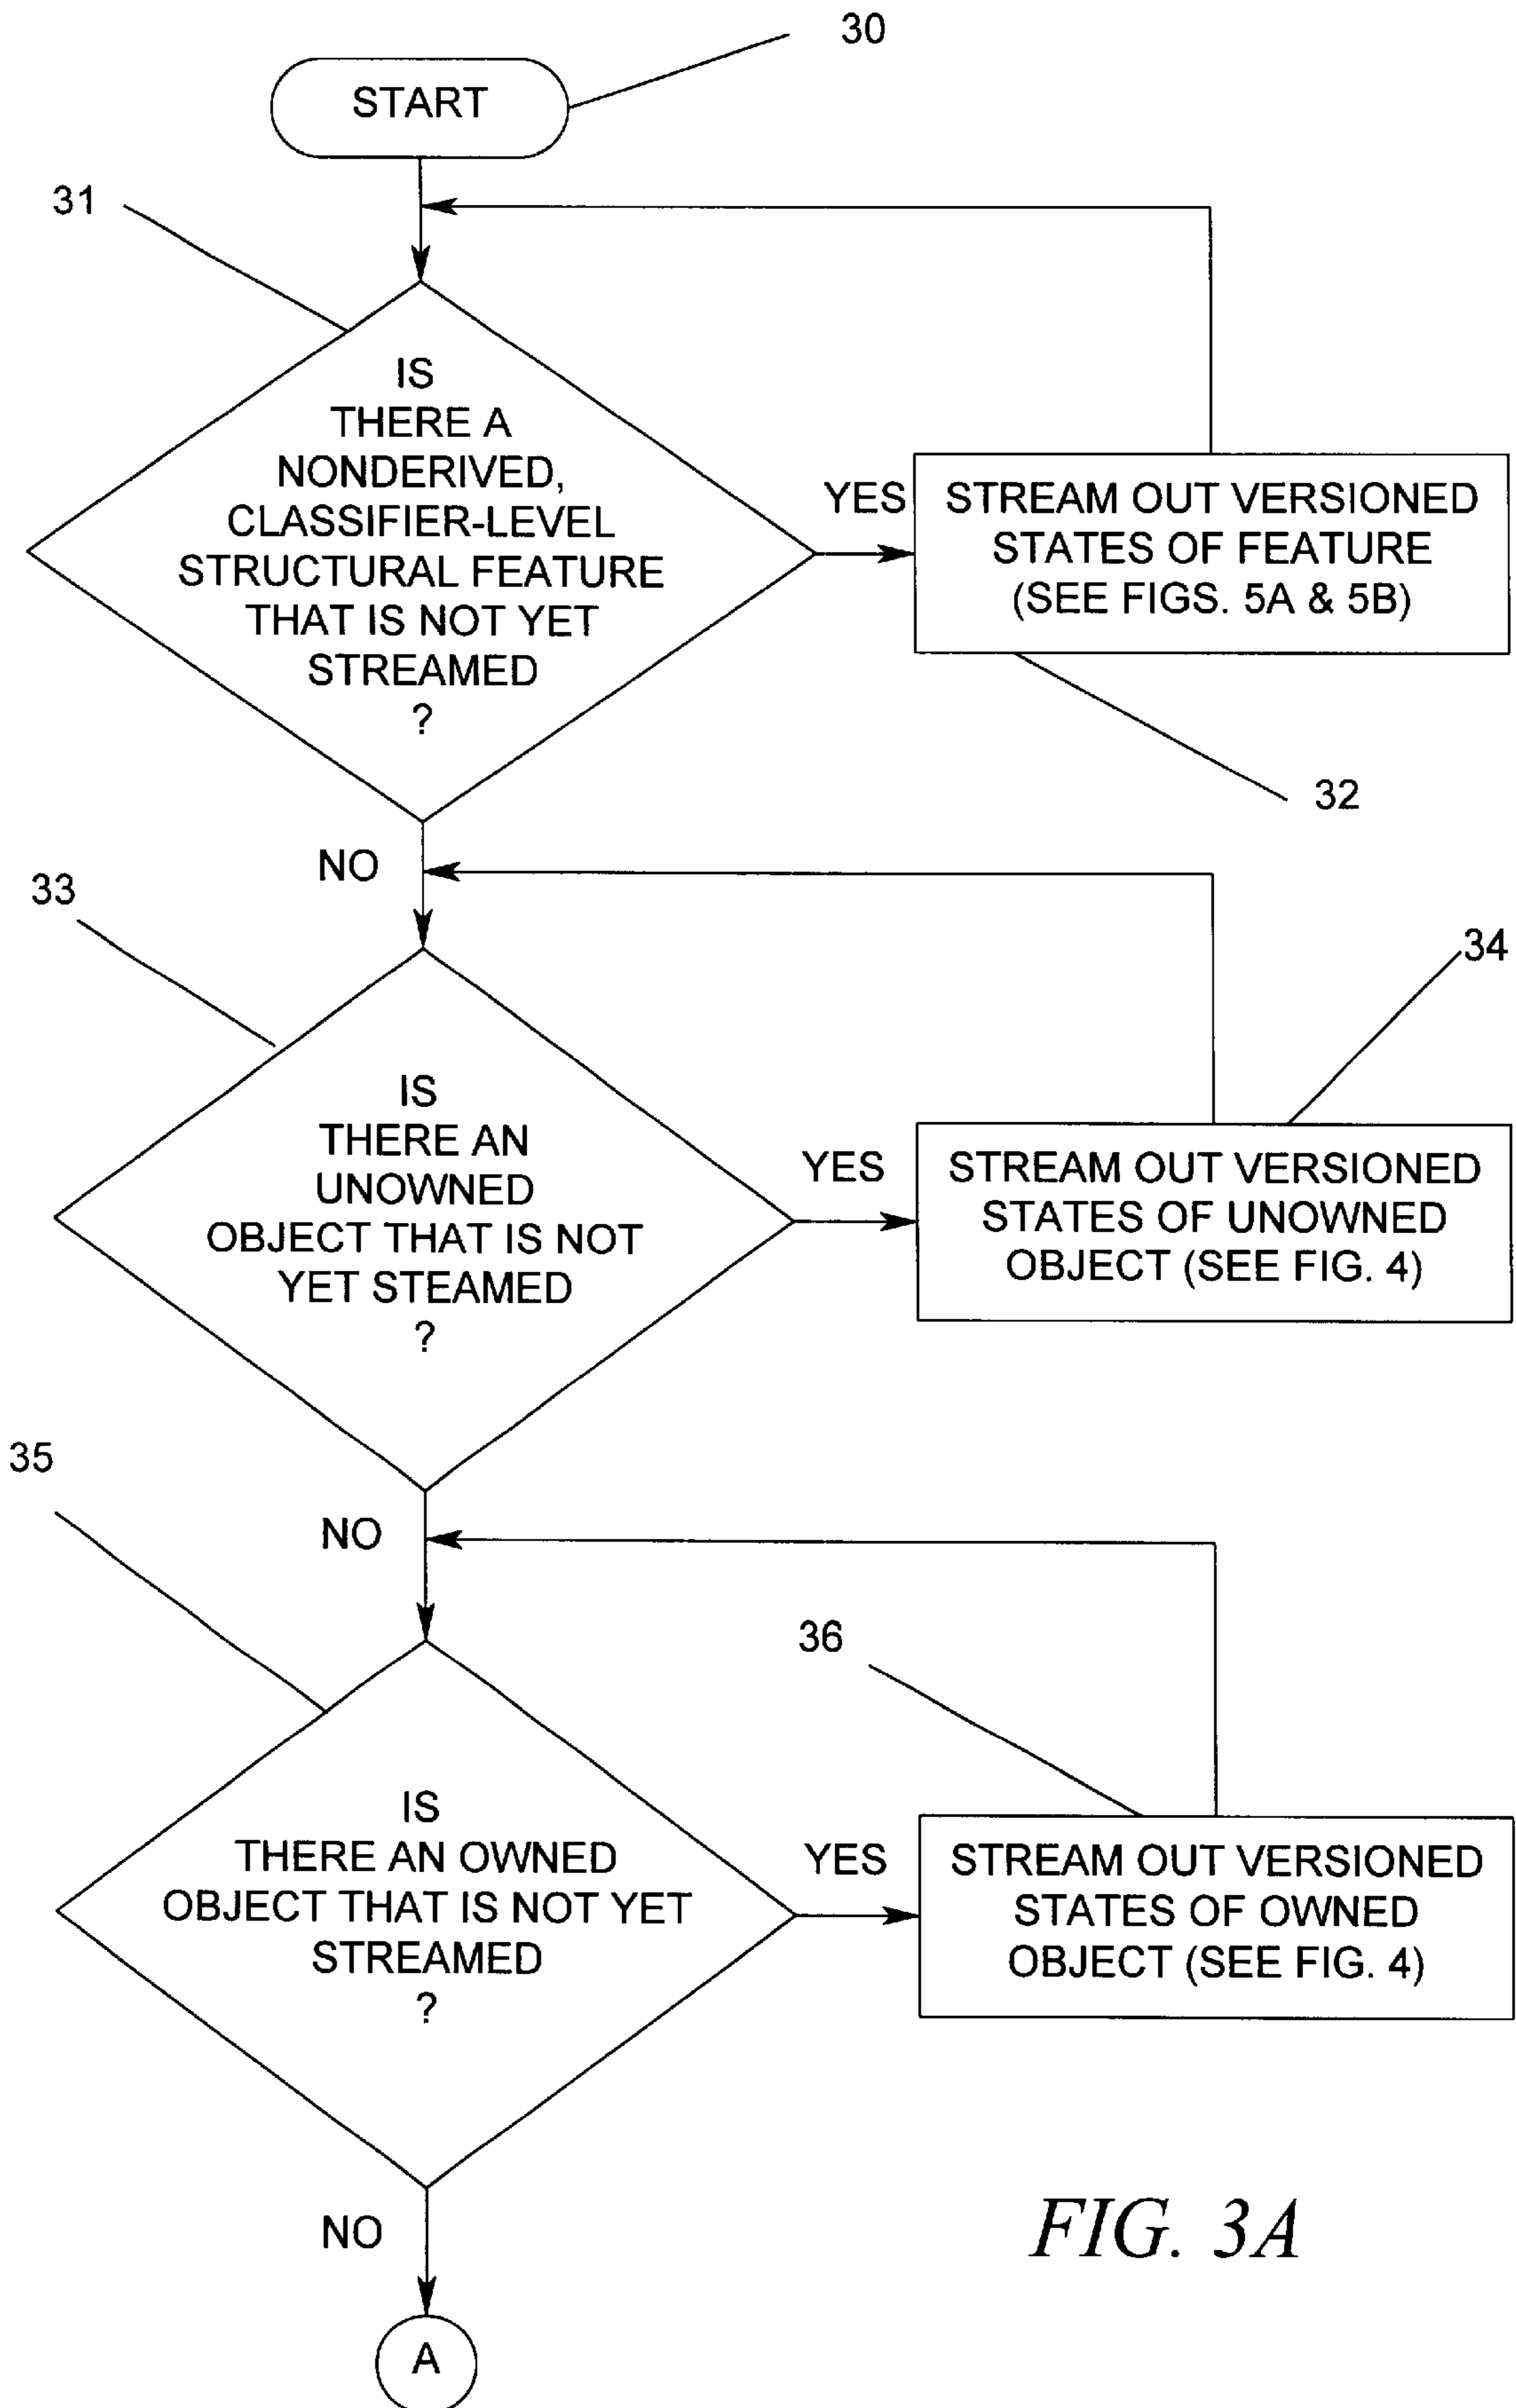 30
START
31
IS
THERE A
NONDERIVED,
CLASSIFIER-LEVEL
STRUCTURAL FEATURE
THAT IS NOT YET
STREAMED
?
YES
STREAM OUT VERSIONED
STATES OF FEATURE
(SEE FIGS. 5A & 5B)
32
NO
33
34
IS
THERE AN
UNOWNED
OBJECT THAT IS NOT
YET STEAMED
?
YES
STREAM OUT VERSIONED
STATES OF UNOWNED
OBJECT (SEE FIG. 4)
35
NO
36
IS
THERE AN OWNED
OBJECT THAT IS NOT YET
STREAMED
?
YES
STREAM OUT VERSIONED
STATES OF OWNED
OBJECT (SEE FIG. 4)
NO
FIG. 3A
A